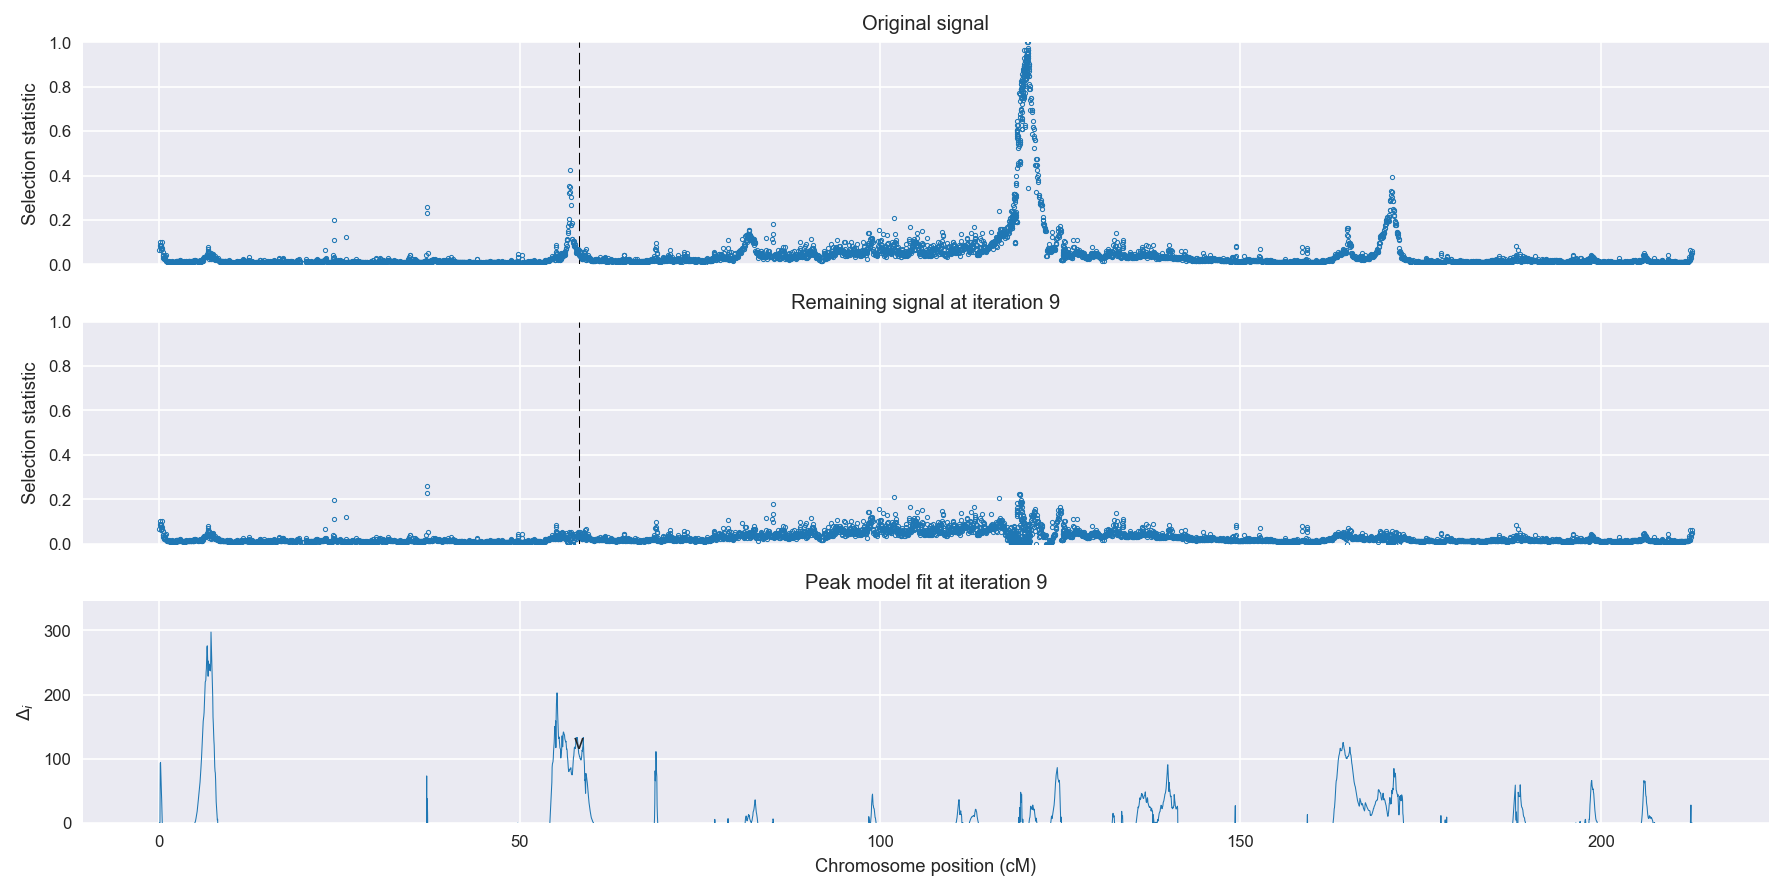 Original signal
Selection statistic
1.0
0.8
0.6
0.4
0.2
0.0
Remaining signal at iteration 9
Selection statistic
1.0
0.8
0.6
0.4
0.2
0.0
Peak model fit at iteration 9
Δi
300
200
100
0
v
0 50 100 150 200
Chromosome position (cM)